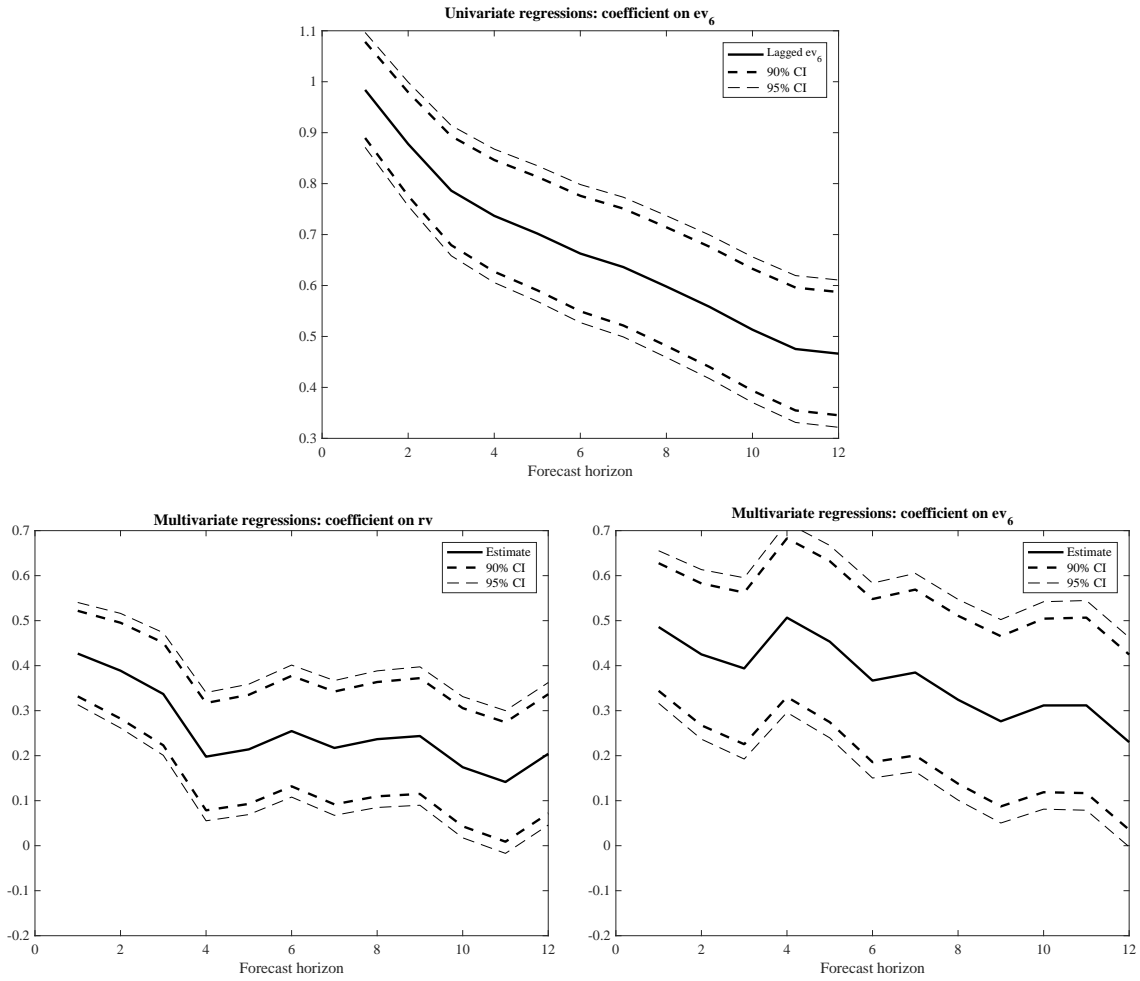 Univariate regressions: coefficient on ev6
1.1
1
0.9
0.8
0.7
0.6
0.5
0.4
0.3
0 2 4 6 8 10 12
Forecast horizon
Lagged ev6
90% CI
95% CI
Multivariate regressions: coefficient on rv
0.7
0.6
0.5
0.4
0.3
0.2
0.1
0
-0.1
-0.2
0 2 4 6 8 10 12
Forecast horizon
Estimate
90% CI
95% CI
Multivariate regressions: coefficient on ev6
0.7
0.6
0.5
0.4
0.3
0.2
0.1
0
-0.1
-0.2
0 2 4 6 8 10 12
Forecast horizon
Estimate
90% CI
95% CI